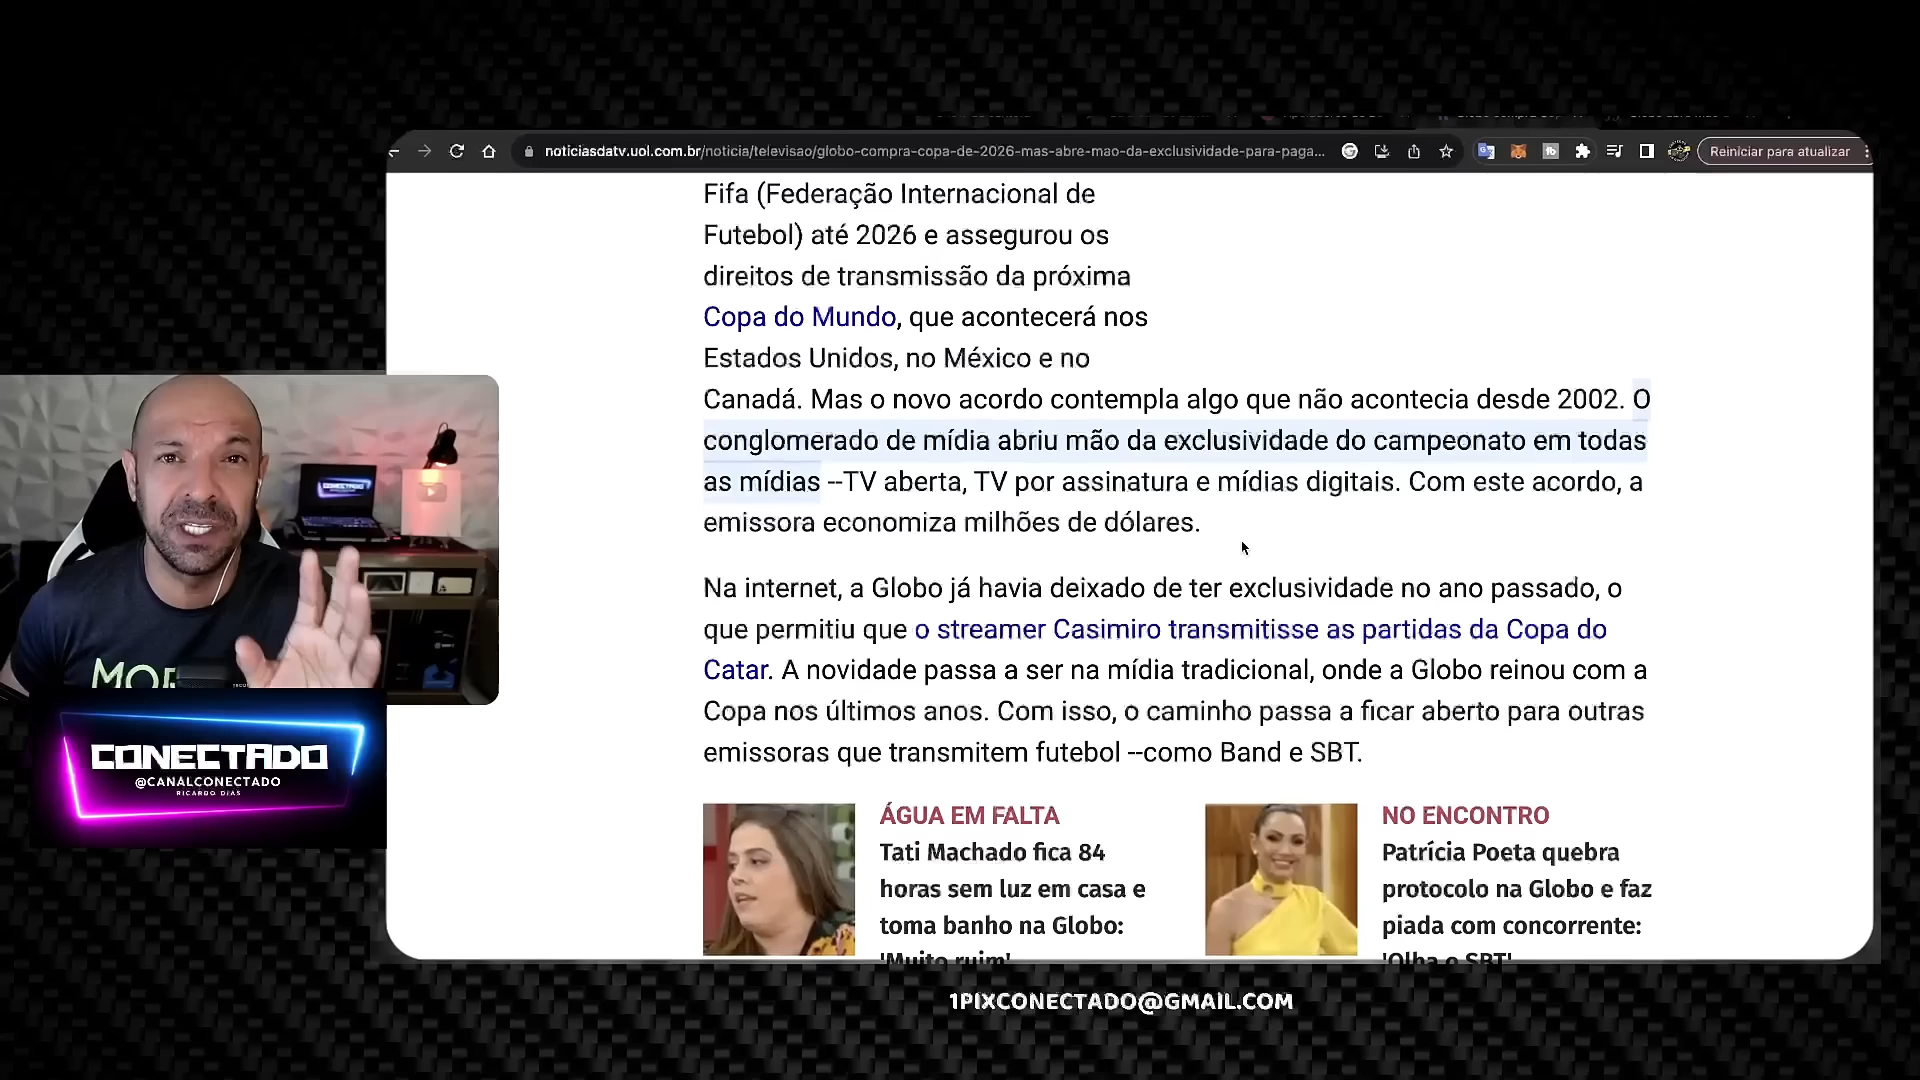 noticiasdatv.uol.com.br/noticia/televisao/globo-compra-copa-de-2026-mas-abre-mao-da-exclusividade-para-paga...
Reiniciar para atualizar
Fifa (Federação Internacional de
Futebol) até 2026 e assegurou os
direitos de transmissão da próxima
Copa do Mundo, que acontecerá nos
Estados Unidos, no México e no
Canadá. Mas o novo acordo contempla algo que não acontecia desde 2002. O
conglomerado de mídia abriu mão da exclusividade do campeonato em todas
as mídias --TV aberta, TV por assinatura e mídias digitais. Com este acordo, a
emissora economiza milhões de dólares.
Na internet, a Globo já havia deixado de ter exclusividade no ano passado, o
que permitiu que o streamer Casimiro transmitisse as partidas da Copa do
Catar. A novidade passa a ser na mídia tradicional, onde a Globo reinou com a
Copa nos últimos anos. Com isso, o caminho passa a ficar aberto para outras
emissoras que transmitem futebol --como Band e SBT.
ÁGUA EM FALTA
Tati Machado fica 84
horas sem luz em casa e
toma banho na Globo:
'Muito ruim'
NO ENCONTRO
Patrícia Poeta quebra
protocolo na Globo e faz
piada com concorrente:
'Olha o SBT'
CONECTADO
MOR
CONECTADO
@CANALCONECTADO
RICARDO DIAS
1PIXCONECTADO@GMAIL.COM